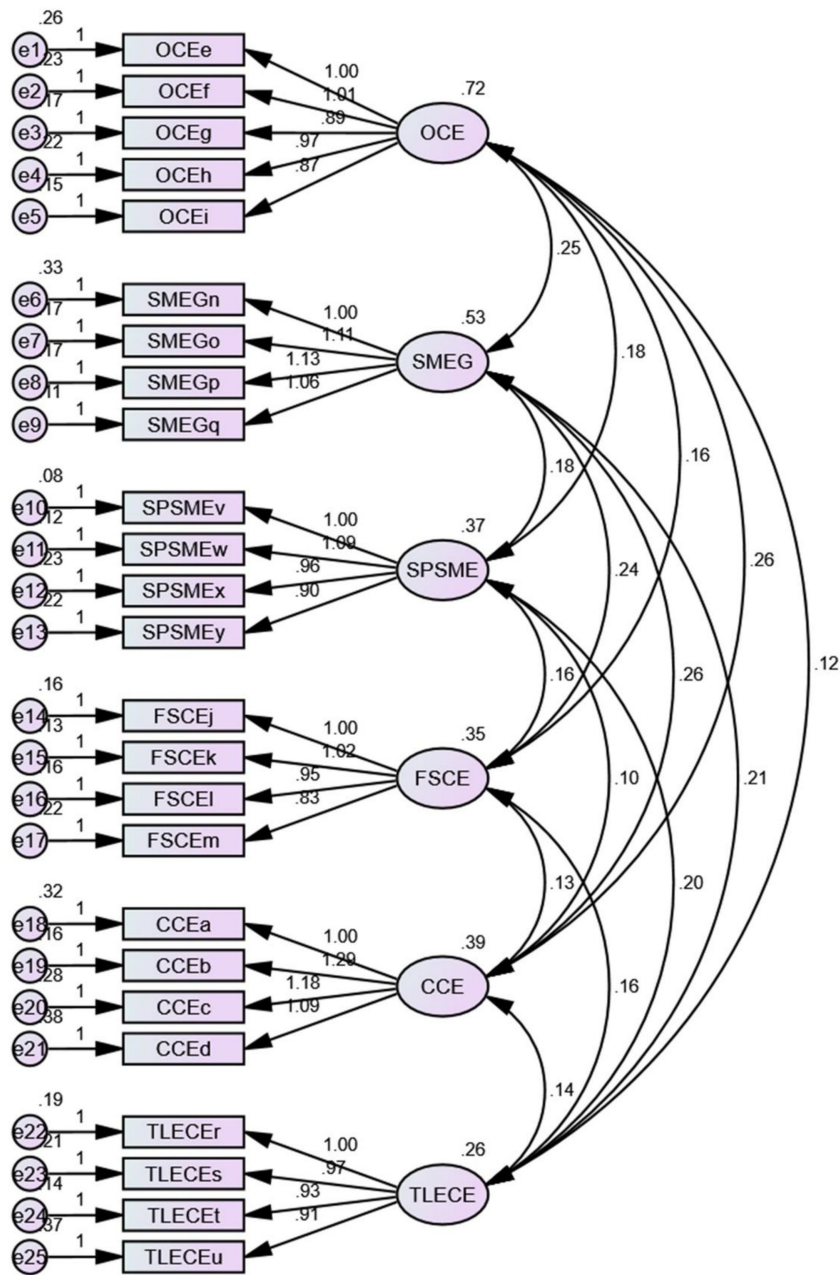 .26
e1 1 OCEe
.23
e2 1 OCEf
.17
e3 1 OCEg
.22
e4 1 OCEh
.15
e5 1 OCEi
1.00
1.01
.89
.97
.87
.72
OCE
.33
e6 1 SMEGn
.17
e7 1 SMEGo
.17
e8 1 SMEGp
.11
e9 1 SMEGq
1.00
1.11
1.13
1.06
.53
SMEG
.08
e10 1 SPSMEv
.12
e11 1 SPSMEw
.23
e12 1 SPSMEx
.22
e13 1 SPSMEy
1.00
1.09
.96
.90
.37
SPSME
.16
e14 1 FSCEj
.13
e15 1 FSCEk
.16
e16 1 FSCEl
.22
e17 1 FSCEm
1.00
1.02
.95
.83
.35
FSCE
.32
e18 1 CCEa
.16
e19 1 CCEb
.28
e20 1 CCEc
.38
e21 1 CCEd
1.00
1.29
1.18
1.09
.39
CCE
.19
e22 1 TLECEr
.21
e23 1 TLECEs
.14
e24 1 TLECEt
.37
e25 1 TLECEu
1.00
.97
.93
.91
.26
TLECE
.25
.18
.16
.18
.26
.24
.12
.16
.26
.10
.21
.13
.20
.16
.14